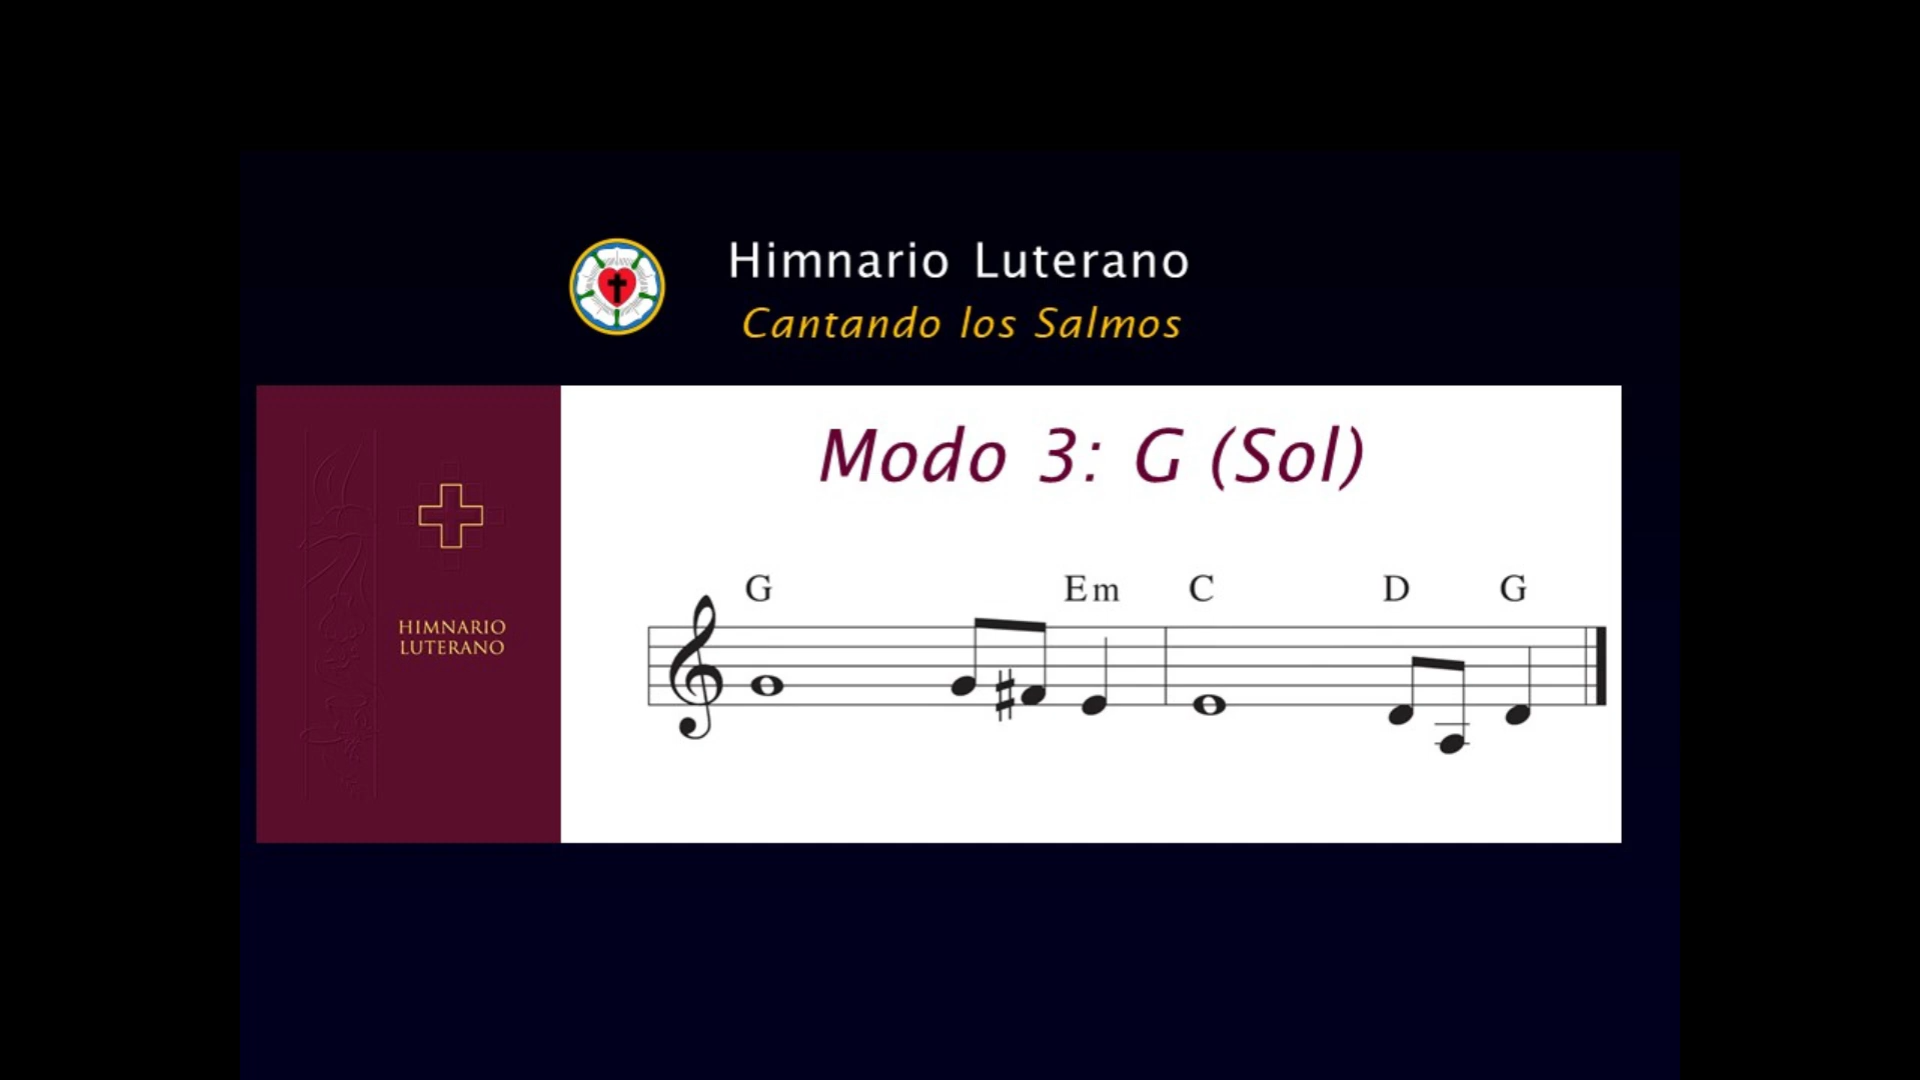 Himnario Luterano
Cantando los Salmos
HIMNARIO
LUTERANO
Modo 3: G (Sol)
G Em C D G